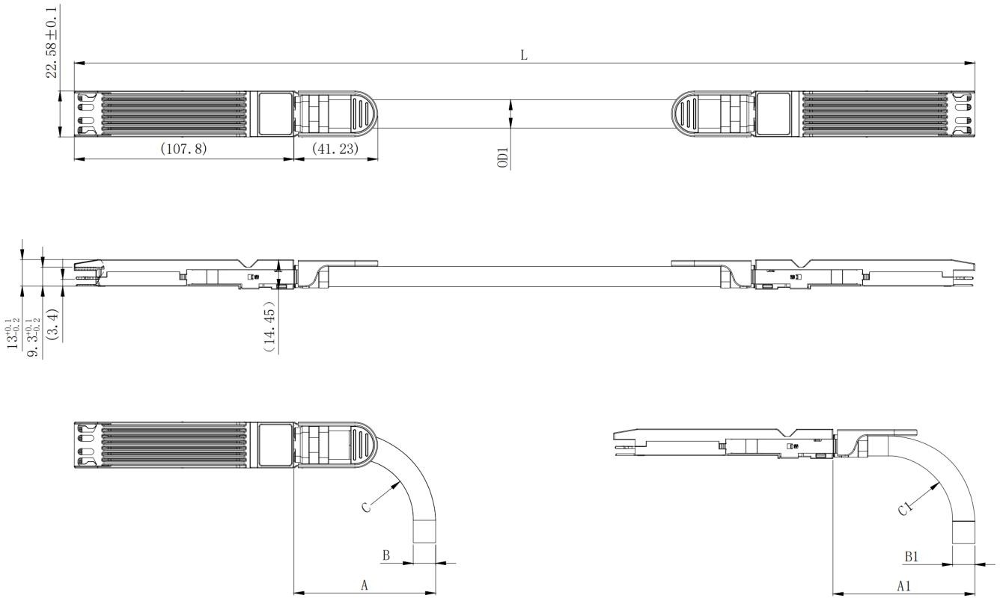 22.58±0.1
L
(107.8)
(41.23)
OD1
13+0.1-0.2
9.3+0.1-0.2
(3.4)
(14.45)
C
B
A
C1
B1
A1